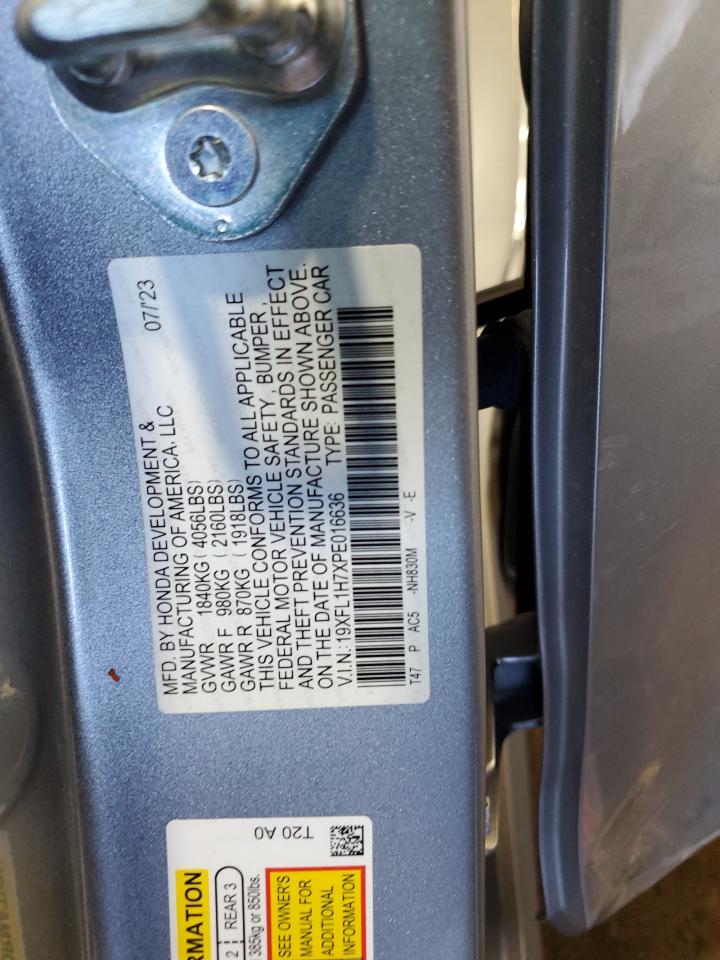 MFD. BY HONDA DEVELOPMENT & 07/'23
MANUFACTURING OF AMERICA, LLC
GVWR 1840KG ( 4056LBS)
GAWR F 980KG ( 2160LBS)
GAWR R 870KG ( 1918LBS)
THIS VEHICLE CONFORMS TO ALL APPLICABLE
FEDERAL MOTOR VEHICLE SAFETY, BUMPER,
AND THEFT PREVENTION STANDARDS IN EFFECT
ON THE DATE OF MANUFACTURE SHOWN ABOVE.
V.I.N.:19XFL1H7XPE016636 TYPE: PASSENGER CAR
T47 P AC5 -NH830M -V -E
T20 A0
RMATION
2 REAR 3
385kg or 850lbs.
SEE OWNER'S
MANUAL FOR
ADDITIONAL
INFORMATION